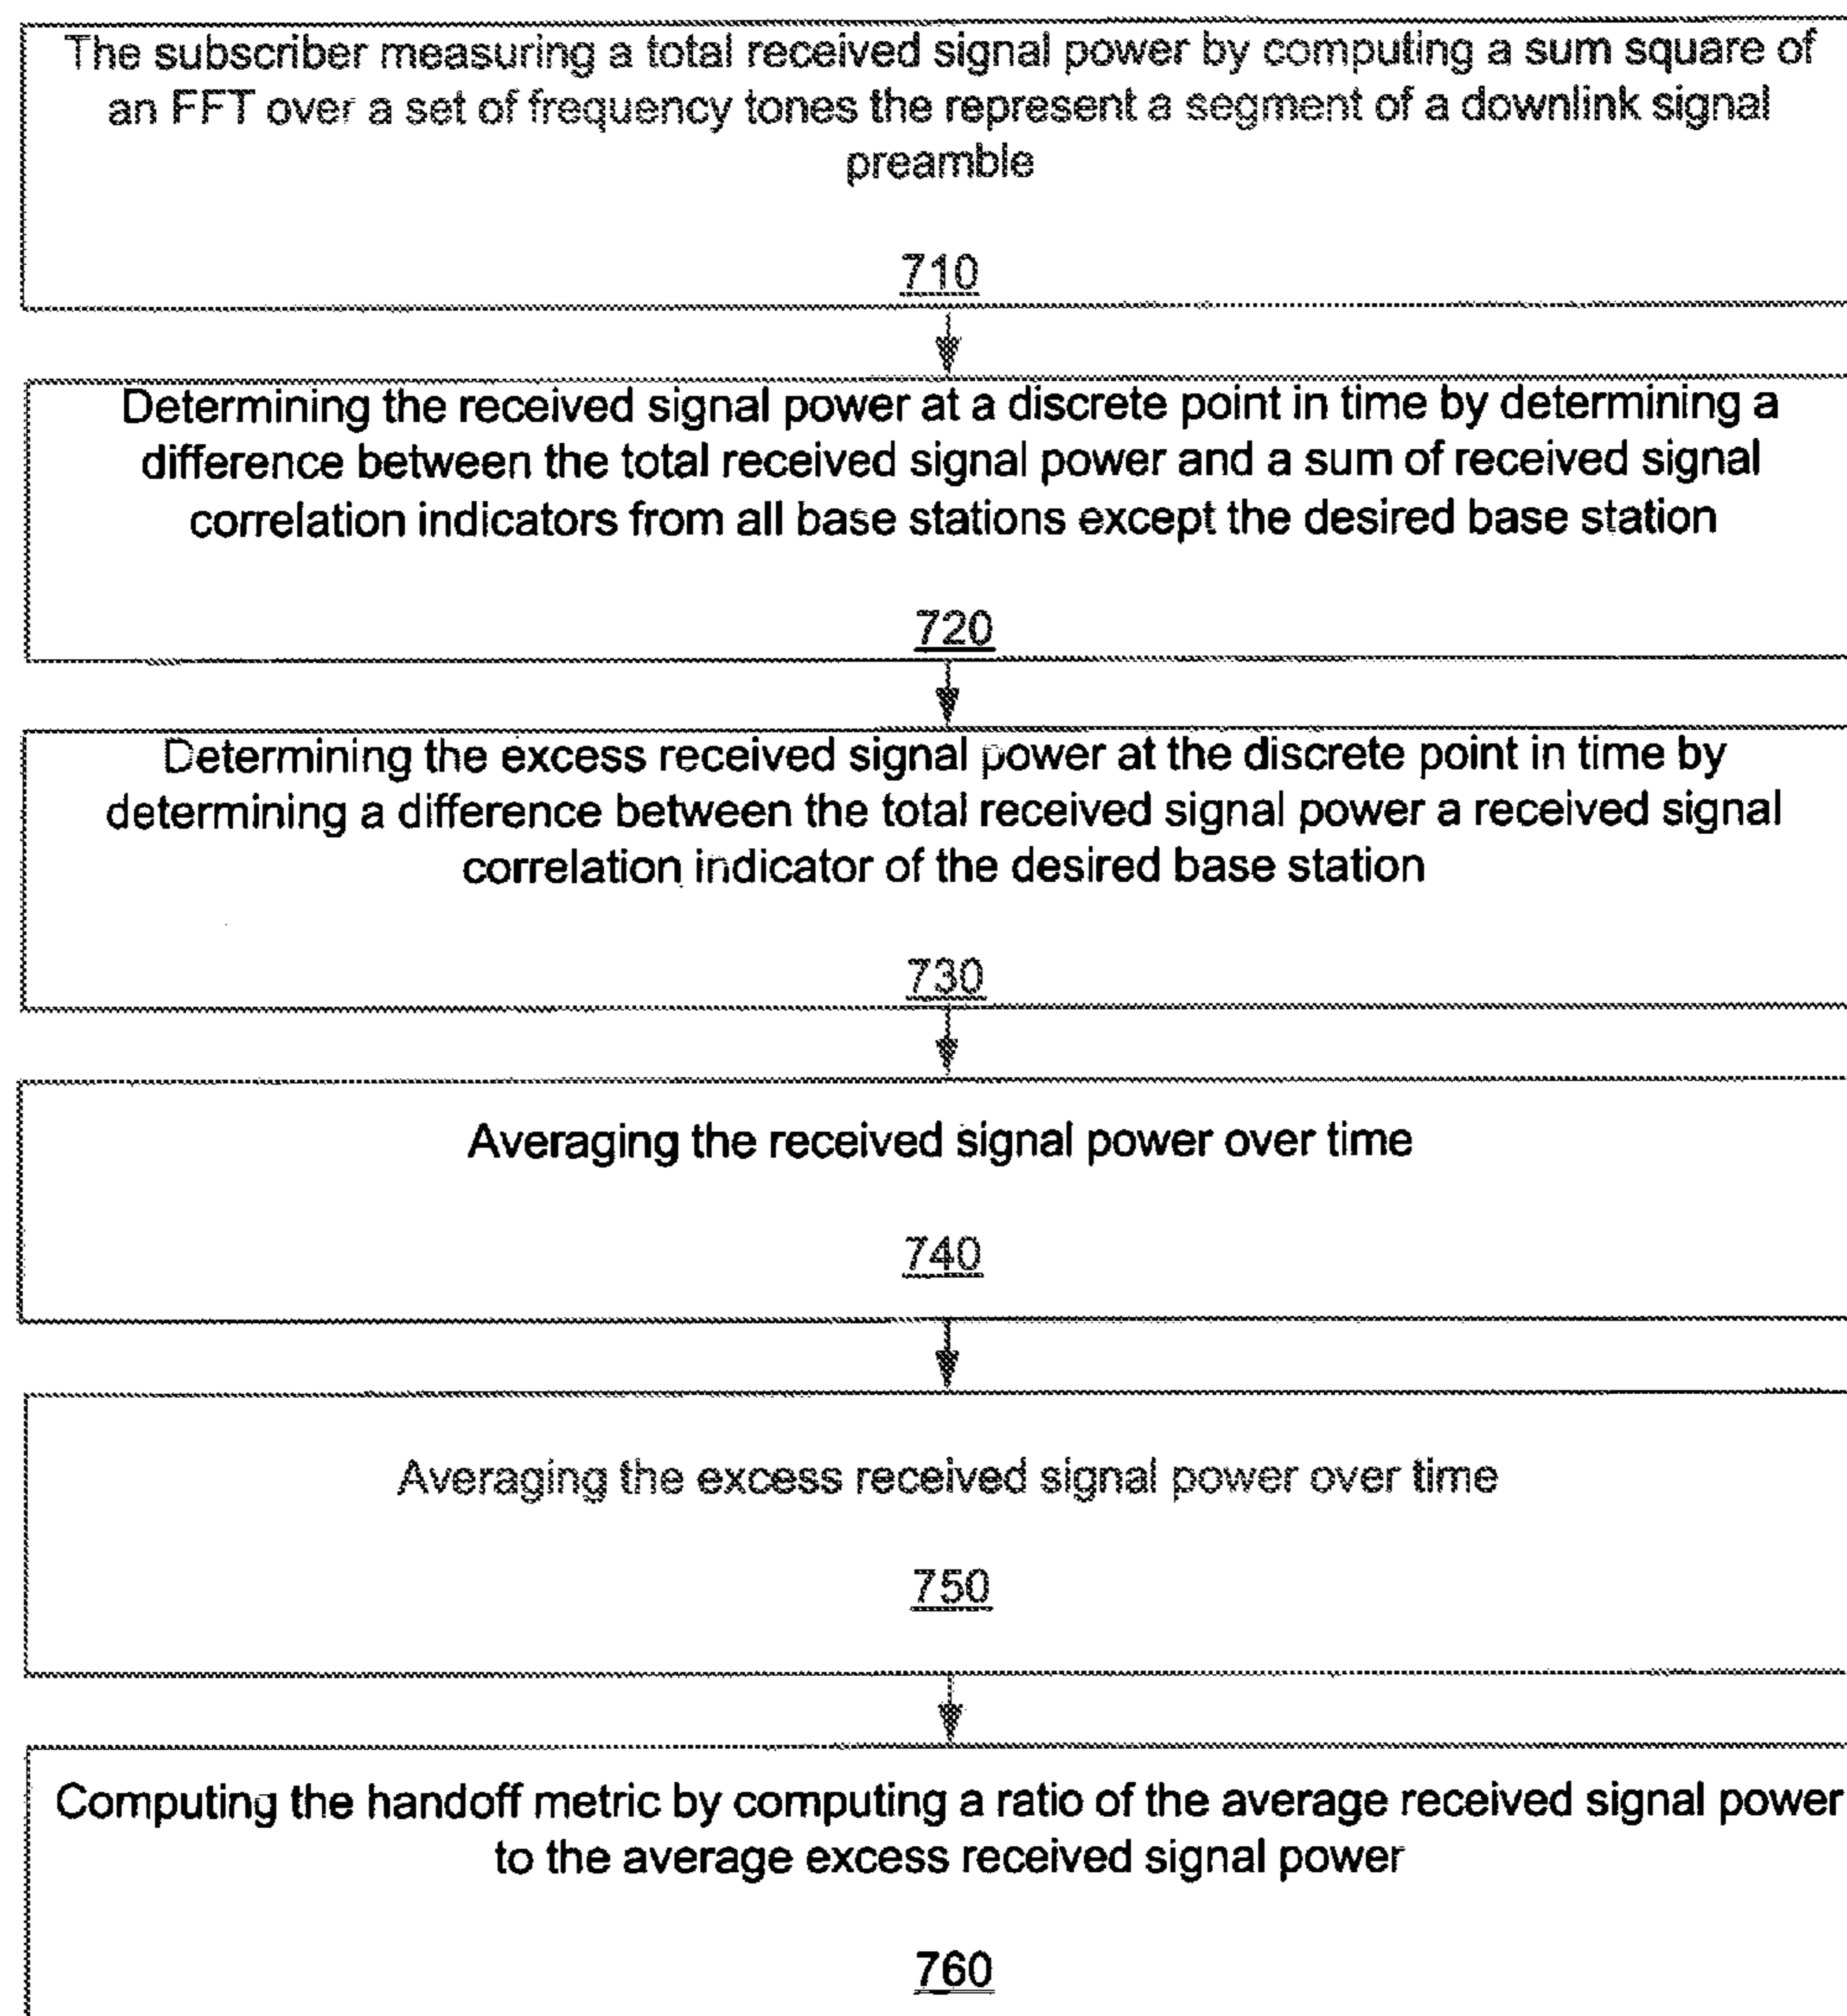 The subscriber measuring a total received signal power by computing a sum square of
an FFT over a set of frequency tones the represent a segment of a downlink signal
preamble
710
Determining the received signal power at a discrete point in time by determining a
difference between the total received signal power and a sum of received signal
correlation indicators from all base stations except the desired base station
720
Determining the excess received signal power at the discrete point in time by
determining a difference between the total received signal power a received signal
correlation indicator of the desired base station
730
Averaging the received signal power over time
740
Averaging the excess received signal power over time
750
Computing the handoff metric by computing a ratio of the average received signal power
to the average excess received signal power
760